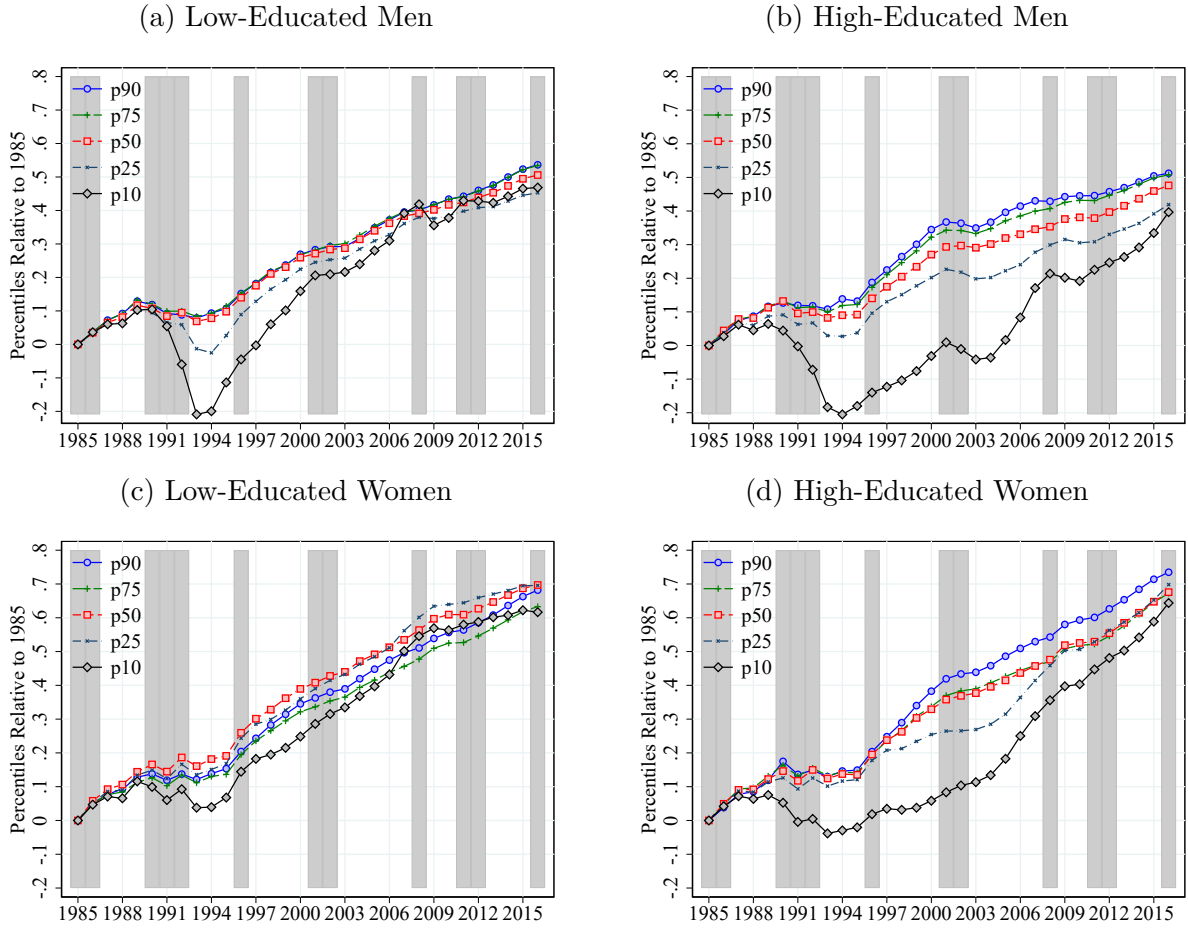 (a) Low-Educated Men
Percentiles Relative to 1985
.8
.7
.6
.5
.4
.3
.2
.1
0
-.1
-.2
p90
p75
p50
p25
p10
1985 1988 1991 1994 1997 2000 2003 2006 2009 2012 2015
(b) High-Educated Men
Percentiles Relative to 1985
.8
.7
.6
.5
.4
.3
.2
.1
0
-.1
-.2
p90
p75
p50
p25
p10
1985 1988 1991 1994 1997 2000 2003 2006 2009 2012 2015
(c) Low-Educated Women
Percentiles Relative to 1985
.8
.7
.6
.5
.4
.3
.2
.1
0
-.1
-.2
p90
p75
p50
p25
p10
1985 1988 1991 1994 1997 2000 2003 2006 2009 2012 2015
(d) High-Educated Women
Percentiles Relative to 1985
.8
.7
.6
.5
.4
.3
.2
.1
0
-.1
-.2
p90
p75
p50
p25
p10
1985 1988 1991 1994 1997 2000 2003 2006 2009 2012 2015